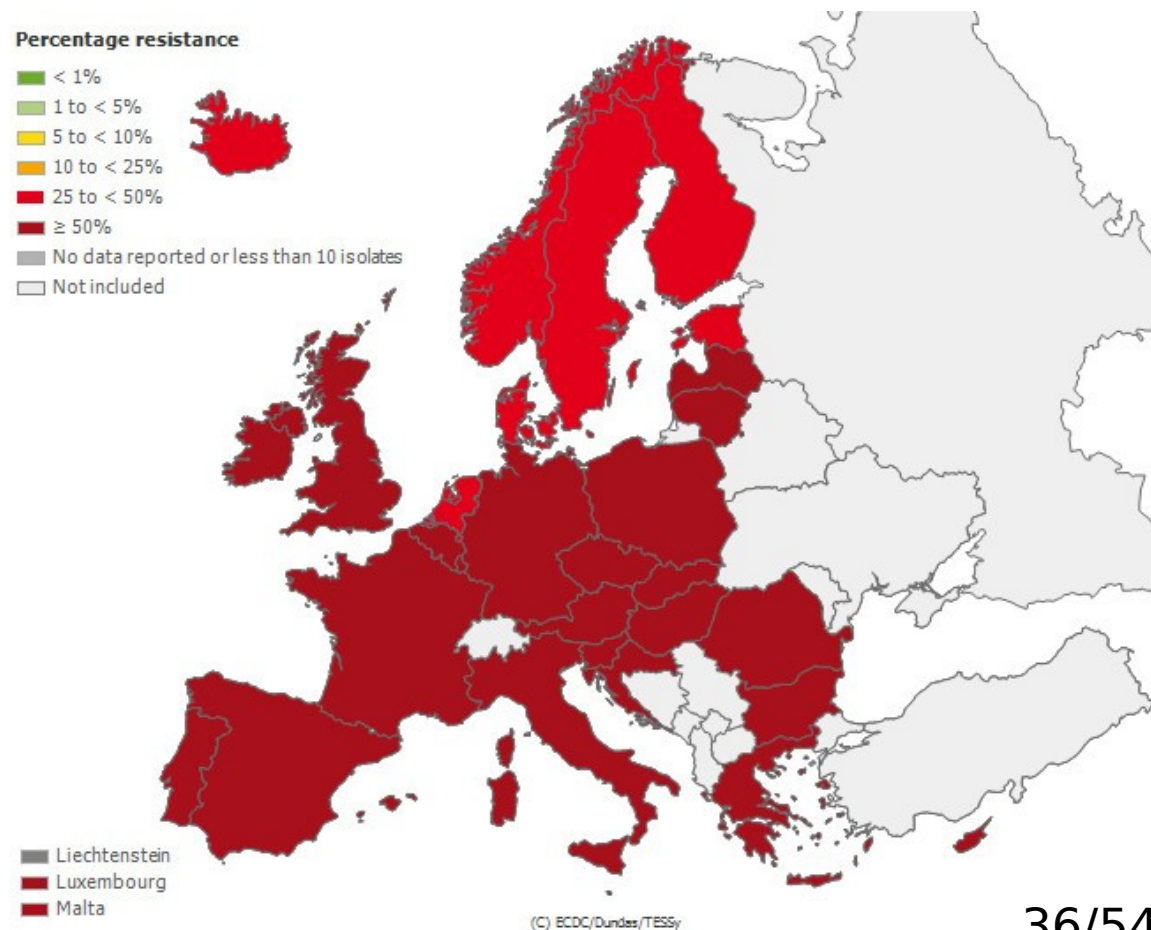 Percentage resistance
< 1%
1 to < 5%
5 to < 10%
10 to < 25%
25 to < 50%
≥ 50%
No data reported or less than 10 isolates
Not included
Liechtenstein
Luxembourg
Malta
(C) ECDC/Dundas/TESSy
36/54